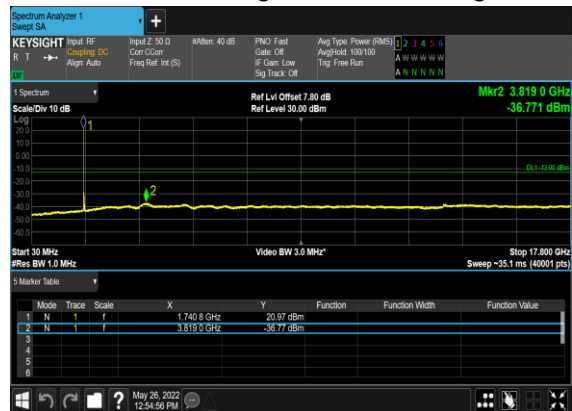 Spectrum Analyzer 1
Swept SA
+
KEYSIGHT Input: RF Input Z: 50 Ω #Atten: 40 dB PNO: Fast Avg Type: Power (RMS) 1 2 3 4 5 6
R T Coupling: DC Corr CCorr Gate: Off Avg|Hold: 100/100 A W W W W W
Align: Auto Freq Ref: Int (S) IF Gain: Low Trig: Free Run
Sig Track: Off A N N N N N
LXI
1 Spectrum Ref Lvl Offset 7.80 dB Mkr2 3.819 0 GHz
Scale/Div 10 dB Ref Level 30.00 dBm -36.771 dBm
Log
20.0
10.0
0.00
-10.0
-20.0
-30.0
-40.0
-50.0
-60.0
1
DL1 -13.00 dBm
2
Start 30 MHz Video BW 3.0 MHz* Stop 17.800 GHz
#Res BW 1.0 MHz Sweep ~35.1 ms (40001 pts)
5 Marker Table
Mode Trace Scale X Y Function Function Width Function Value
1 N 1 f 1.740 8 GHz 20.97 dBm
2 N 1 f 3.819 0 GHz -36.77 dBm
3
4
5
6
? May 26, 2022
12:54:56 PM